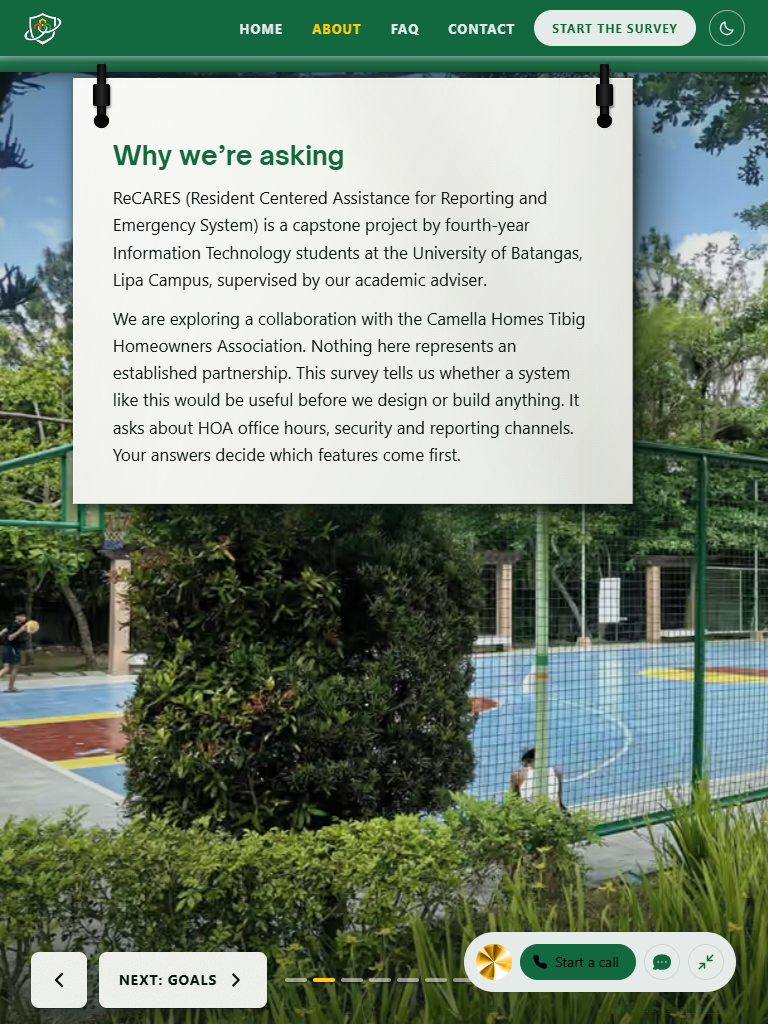 HOME
ABOUT
FAQ
CONTACT
START THE SURVEY
Why we're asking
ReCARES (Resident Centered Assistance for Reporting and
Emergency System) is a capstone project by fourth-year
Information Technology students at the University of Batangas,
Lipa Campus, supervised by our academic adviser.
We are exploring a collaboration with the Camella Homes Tibig
Homeowners Association. Nothing here represents an
established partnership. This survey tells us whether a system
like this would be useful before we design or build anything. It
asks about HOA office hours, security and reporting channels.
Your answers decide which features come first.
NEXT: GOALS
Start a call